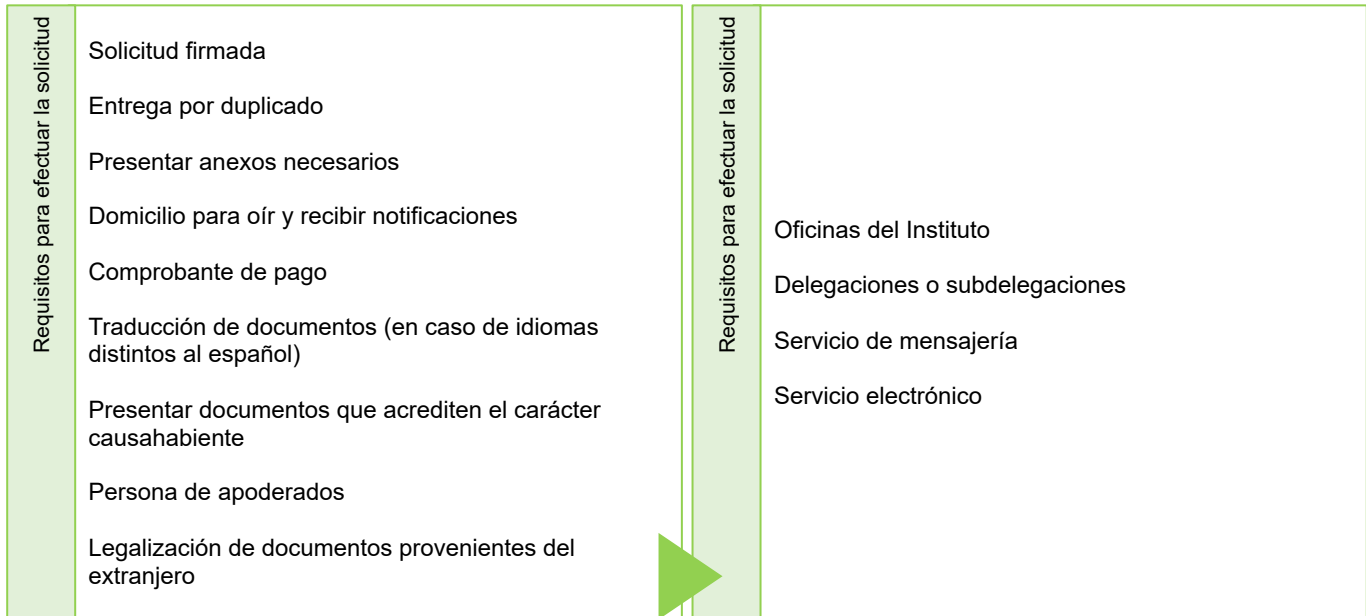 Requisitos para efectuar la solicitud
Solicitud firmada
Entrega por duplicado
Presentar anexos necesarios
Domicilio para oír y recibir notificaciones
Comprobante de pago
Traducción de documentos (en caso de idiomas
distintos al español)
Presentar documentos que acrediten el carácter
causahabiente
Persona de apoderados
Legalización de documentos provenientes del
extranjero
Requisitos para efectuar la solicitud
Oficinas del Instituto
Delegaciones o subdelegaciones
Servicio de mensajería
Servicio electrónico